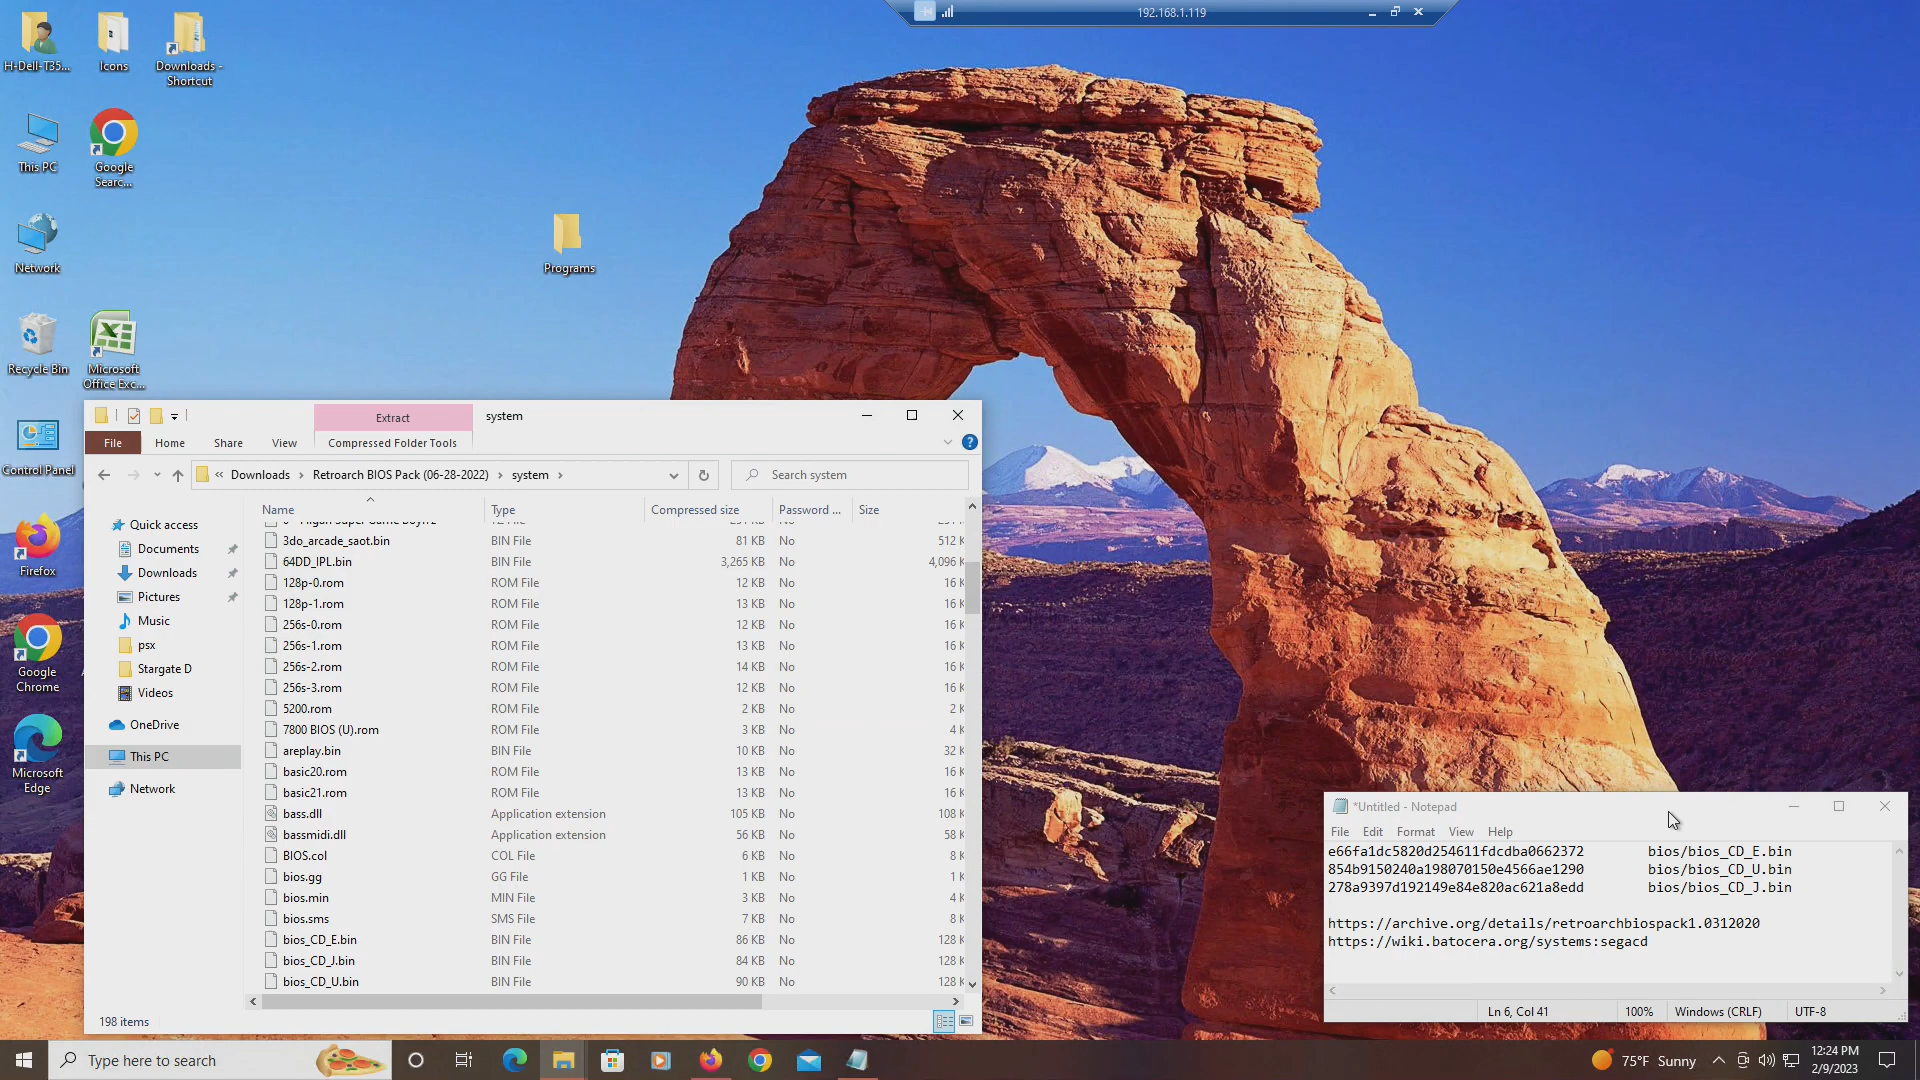 192.168.1.119
H-Dell-T35...
Icons
Downloads -
Shortcut
This PC
Google
Searc...
Network
Programs
Recycle Bin
Microsoft
Office Exc...
Control Panel
Firefox
Google
Chrome
Microsoft
Edge
Extract
system
File
Home
Share
View
Compressed Folder Tools
Downloads
Retroarch BIOS Pack (06-28-2022)
system
Search system
Name
Type
Compressed size
Password ...
Size
Quick access
Documents
Downloads
Pictures
Music
psx
Stargate D
Videos
OneDrive
This PC
Network
3do_arcade_saot.bin BIN File 81 KB No 512 K
64DD_IPL.bin BIN File 3,265 KB No 4,096 K
128p-0.rom ROM File 12 KB No 16 K
128p-1.rom ROM File 13 KB No 16 K
256s-0.rom ROM File 12 KB No 16 K
256s-1.rom ROM File 13 KB No 16 K
256s-2.rom ROM File 14 KB No 16 K
256s-3.rom ROM File 12 KB No 16 K
5200.rom ROM File 2 KB No 2 K
7800 BIOS (U).rom ROM File 3 KB No 4 K
areplay.bin BIN File 10 KB No 32 K
basic20.rom ROM File 13 KB No 16 K
basic21.rom ROM File 13 KB No 16 K
bass.dll Application extension 105 KB No 108 K
bassmidi.dll Application extension 56 KB No 58 K
BIOS.col COL File 6 KB No 8 K
bios.gg GG File 1 KB No 1 K
bios.min MIN File 3 KB No 4 K
bios.sms SMS File 7 KB No 8 K
bios_CD_E.bin BIN File 86 KB No 128 K
bios_CD_J.bin BIN File 84 KB No 128 K
bios_CD_U.bin BIN File 90 KB No 128 K
198 items
*Untitled - Notepad
File Edit Format View Help
e66fa1dc5820d254611fdcdba0662372 bios/bios_CD_E.bin
854b9150240a198070150e4566ae1290 bios/bios_CD_U.bin
278a9397d192149e84e820ac621a8edd bios/bios_CD_J.bin
https://archive.org/details/retroarchbiospack1.0312020
https://wiki.batocera.org/systems:segacd
Ln 6, Col 41 100% Windows (CRLF) UTF-8
Type here to search
75°F Sunny
12:24 PM
2/9/2023